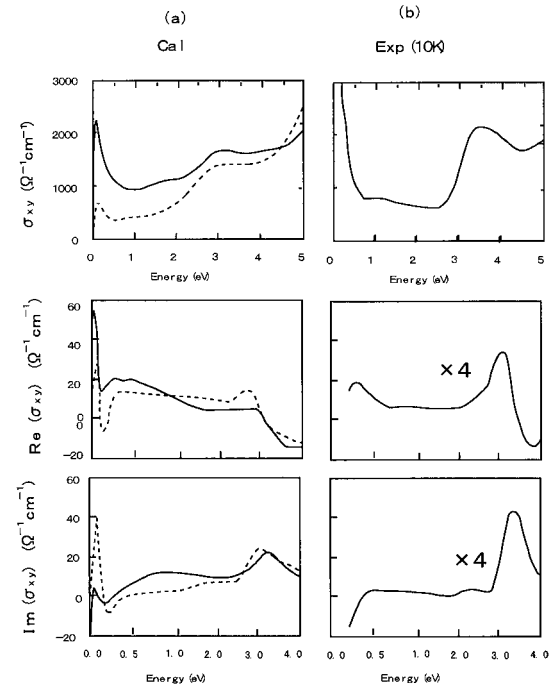 (a)
Cal
(b)
Exp (10K)
3000
2000
1000
0
σxy (Ω⁻¹cm⁻¹)
0 1 2 3 4 5
Energy (eV)
0 1 2 3 4 5
Energy (eV)
60
40
20
0
0
−20
Re (σxy) (Ω⁻¹cm⁻¹)
×4
60
40
20
0
−20
Im (σxy) (Ω⁻¹cm⁻¹)
×4
0.0 0.5 1.0 2.0 3.0 4.0
Energy (eV)
0.0 0.5 1.0 2.0 3.0 4.0
Energy (eV)